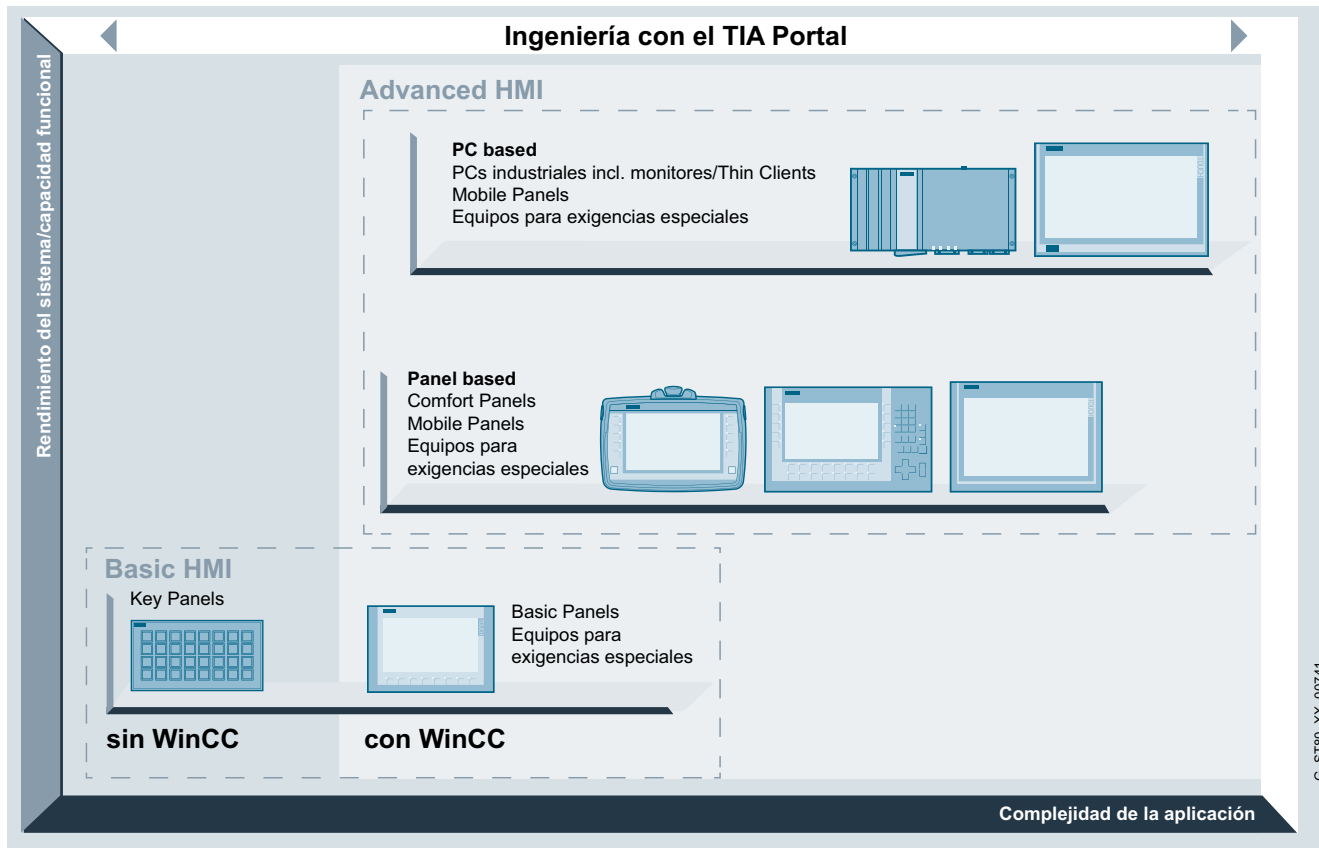 Ingeniería con el TIA Portal
Rendimiento del sistema/capacidad funcional
Advanced HMI
PC based
PCs industriales incl. monitores/Thin Clients
Mobile Panels
Equipos para exigencias especiales
Panel based
Comfort Panels
Mobile Panels
Equipos para
exigencias especiales
Basic HMI
Key Panels
Basic Panels
Equipos para
exigencias especiales
sin WinCC
con WinCC
Complejidad de la aplicación